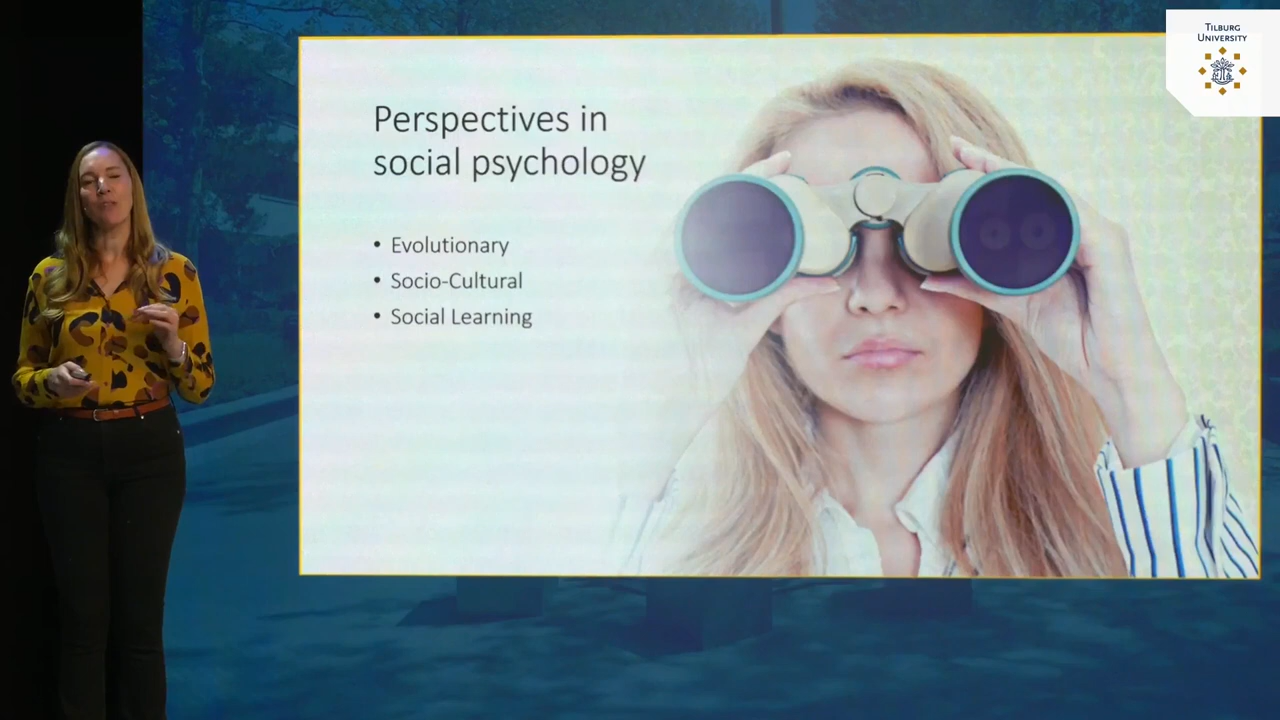 TILBURG
UNIVERSITY
Perspectives in
social psychology
• Evolutionary
• Socio-Cultural
• Social Learning